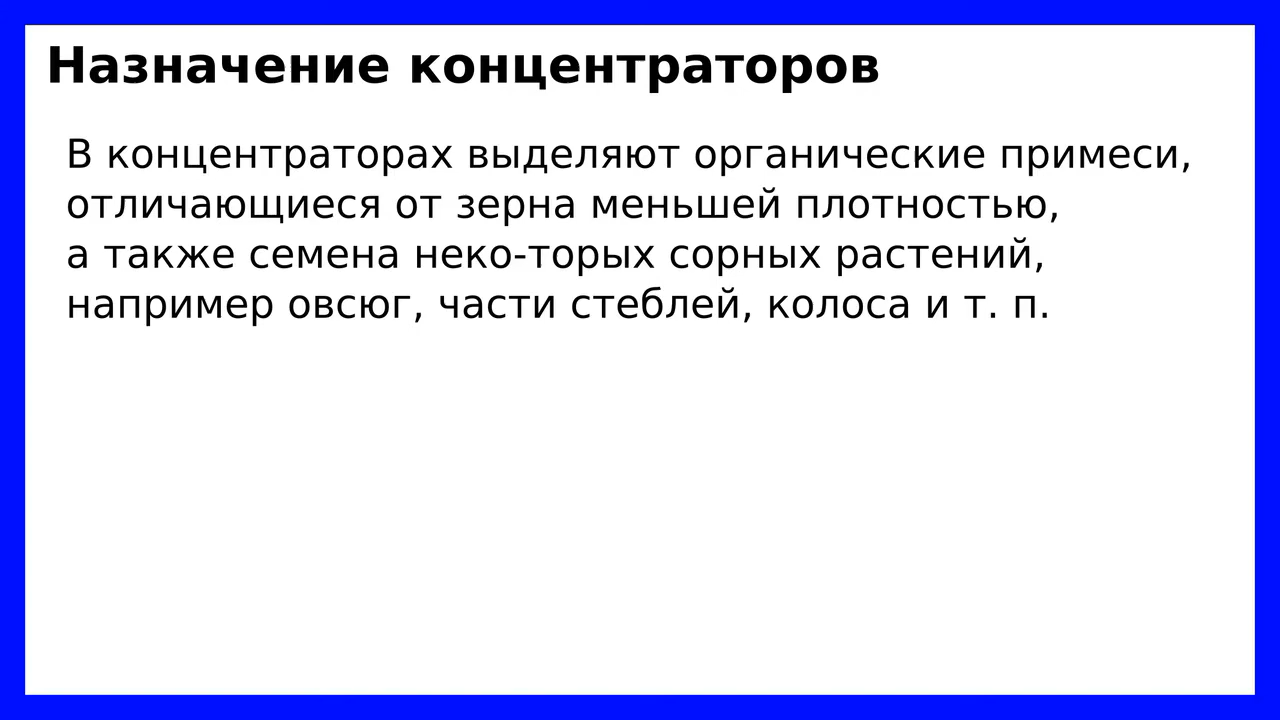 Назначение концентраторов
В концентраторах выделяют органические примеси,
отличающиеся от зерна меньшей плотностью,
а также семена неко-торых сорных растений,
например овсюг, части стеблей, колоса и т. п.